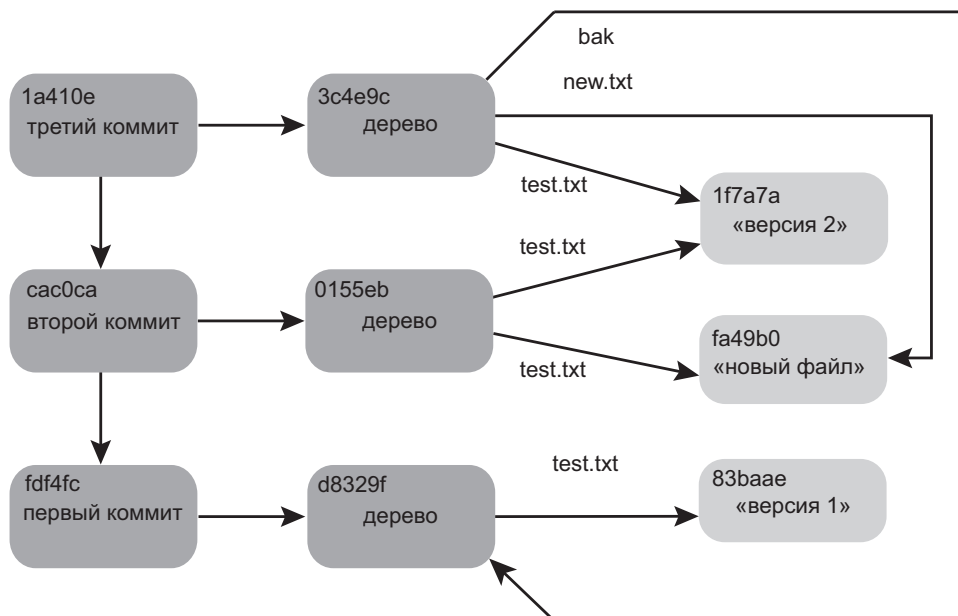 bak
new.txt
1a410e
третий коммит
3c4e9c
дерево
test.txt
1f7a7a
«версия 2»
test.txt
cac0ca
второй коммит
0155eb
дерево
fa49b0
«новый файл»
test.txt
fdf4fc
первый коммит
d8329f
дерево
test.txt
83baae
«версия 1»